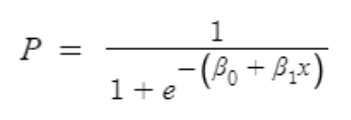 P = 1 / (1 + e^-(β₀ + β₁x))